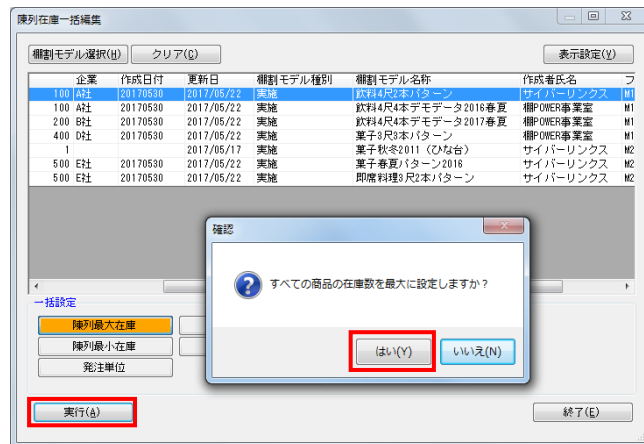 陳列在庫一括編集
棚割モデル選択(H) クリア(C) 表示設定(Y)
企業 作成日付 更新日 棚割モデル種別 棚割モデル名称 作成者氏名 フ
100 A社 20170530 2017/05/22 実施 飲料4尺2本パターン サイバーリンクス M1
100 A社 20170530 2017/05/22 実施 飲料4尺4本デモデータ2016春夏 棚POWER事業室 M1
200 B社 20170530 2017/05/22 実施 飲料4尺4本デモデータ2017春夏 棚POWER事業室 M1
400 D社 20170530 2017/05/22 実施 菓子3尺3本パターン 棚POWER事業室 M1
1 2017/05/17 実施 菓子秋冬2011（ひな台） サイバーリンクス M2
500 E社 20170530 2017/05/22 実施 菓子春夏パターン2016 サイバーリンクス M2
500 E社 20170530 2017/05/22 実施 即席料理3尺2本パターン サイバーリンクス M2
確認
すべての商品の在庫数を最大に設定しますか？
はい(Y) いいえ(N)
一括設定
陳列最大在庫
陳列最小在庫
発注単位
実行(A) 終了(E)